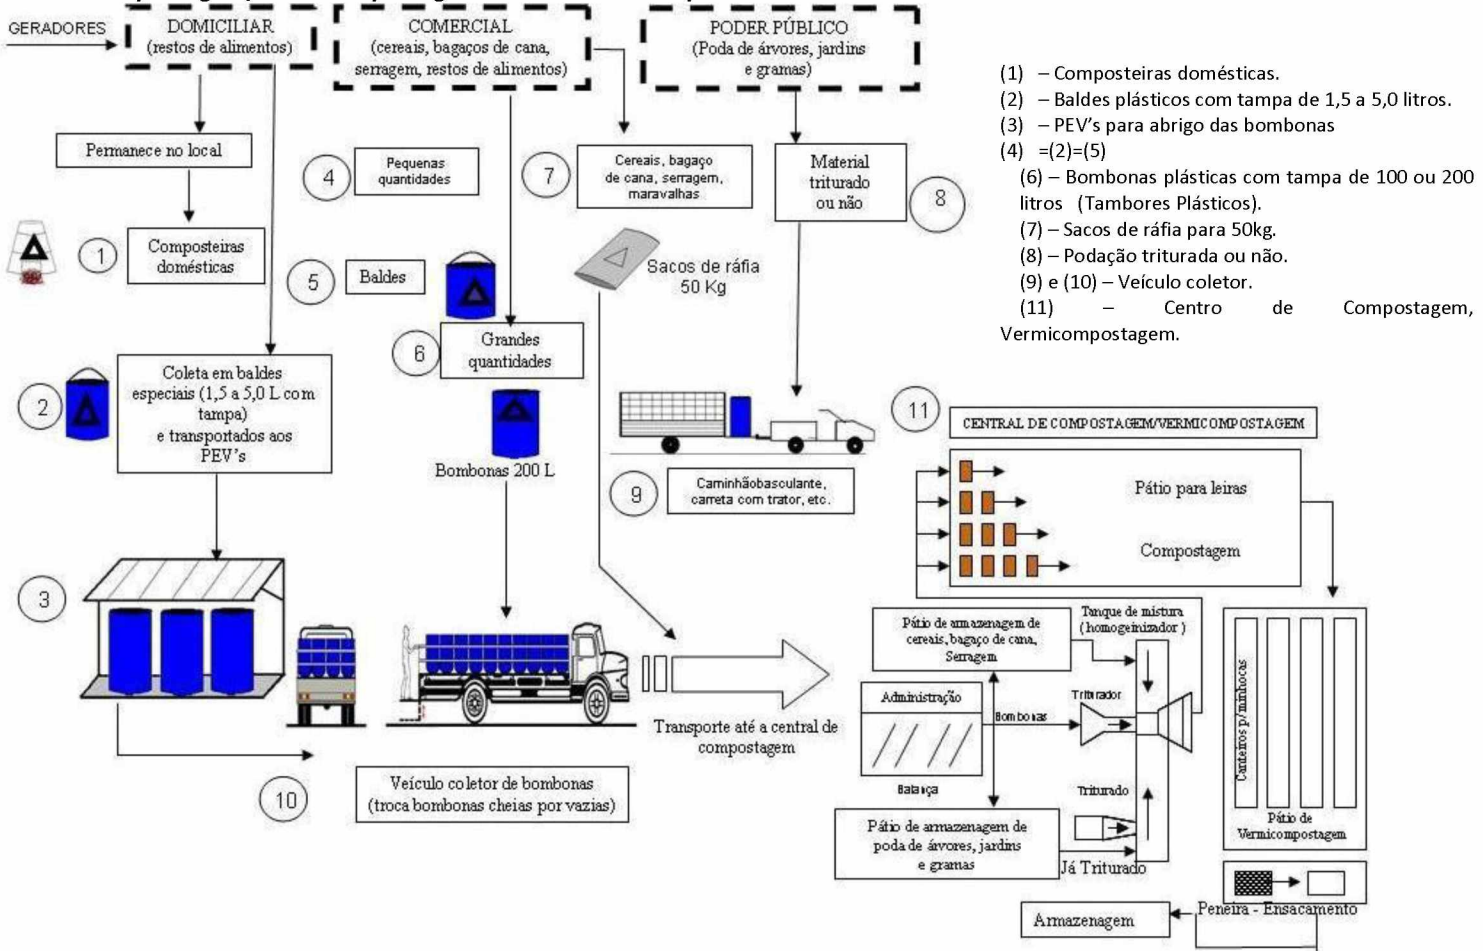 GERADORES
DOMICILIAR
(restos de alimentos)
COMERCIAL
(cereais, bagaços de cana,
serragem, restos de alimentos)
PODER PÚBLICO
(Poda de árvores, jardins
e gramas)
(1) – Composteiras domésticas.
(2) – Baldes plásticos com tampa de 1,5 a 5,0 litros.
(3) – PEV's para abrigo das bombonas
(4) =(2)=(5)
(6) – Bombonas plásticas com tampa de 100 ou 200
litros (Tambores Plásticos).
(7) – Sacos de ráfia para 50kg.
(8) – Podação triturada ou não.
(9) e (10) – Veículo coletor.
(11) – Centro de Compostagem,
Vermicompostagem.
Permanece no local
1
Composteiras
domésticas
4
Pequenas
quantidades
7
Cereais, bagaço
de cana, serragem,
maravalhas
Material
triturado
ou não
8
5
Baldes
Sacos de ráfia
50 Kg
6
Grandes
quantidades
2
Coleta em baldes
especiais (1,5 a 5,0 L com
tampa)
e transportados aos
PEV's
Bombonas 200 L
9
Caminhãobasculante,
carreta com trator, etc.
11
CENTRAL DE COMPOSTAGEM/VERMICOMPOSTAGEM
Pátio para leiras
Compostagem
3
Transporte até a central de
compostagem
10
Veículo coletor de bombonas
(troca bombonas cheias por vazias)
Pátio de armazenagem de
cereais, bagaço de cana,
Serragem
Tanque de mistura
(homogeinizador)
Administração
Bombonas
Triturador
Balança
Triturado
Pátio de armazenagem de
poda de árvores, jardins
e gramas
Já Triturado
Canteiros p/ minhocas
Pátio de
Vermicompostagem
Peneira - Ensacamento
Armazenagem